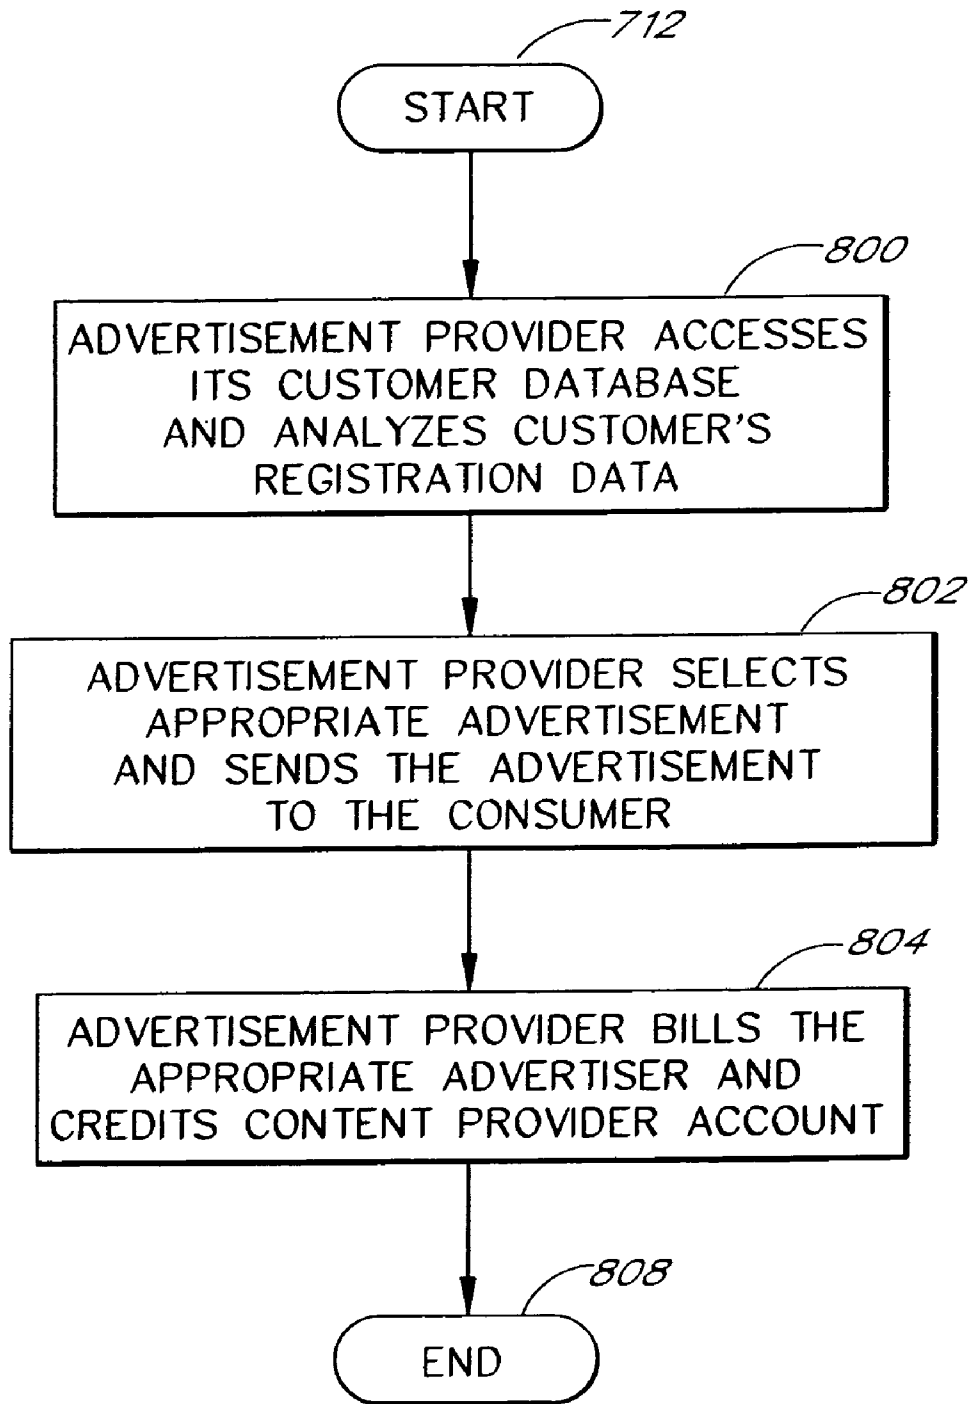 712
START
800
ADVERTISEMENT PROVIDER ACCESSES
ITS CUSTOMER DATABASE
AND ANALYZES CUSTOMER'S
REGISTRATION DATA
802
ADVERTISEMENT PROVIDER SELECTS
APPROPRIATE ADVERTISEMENT
AND SENDS THE ADVERTISEMENT
TO THE CONSUMER
804
ADVERTISEMENT PROVIDER BILLS THE
APPROPRIATE ADVERTISER AND
CREDITS CONTENT PROVIDER ACCOUNT
808
END